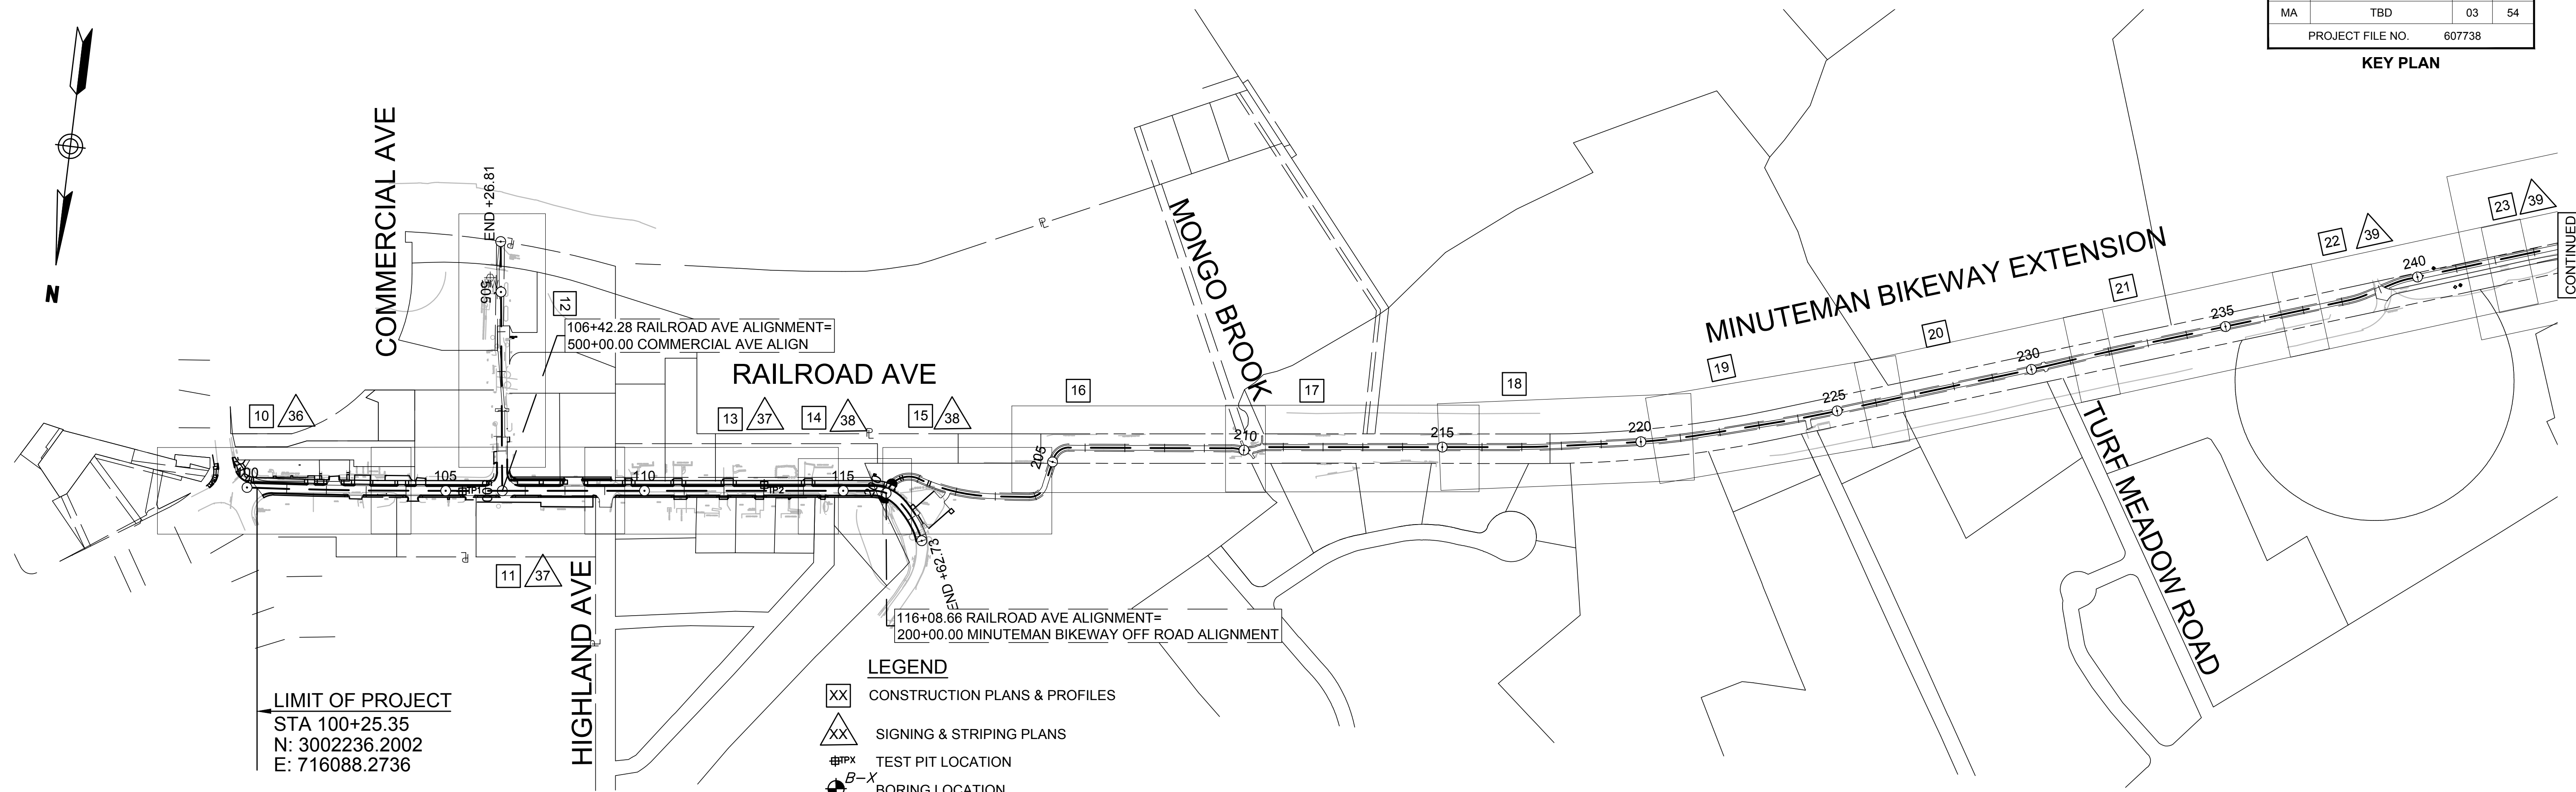 MA TBD 03 54
PROJECT FILE NO. 607738
KEY PLAN
N
COMMERCIAL AVE
END +26.81
505
12
106+42.28 RAILROAD AVE ALIGNMENT=
500+00.00 COMMERCIAL AVE ALIGN
RAILROAD AVE
MONGO BROOK
MINUTEMAN BIKEWAY EXTENSION
TURF MEADOW ROAD
HIGHLAND AVE
CONTINUED
10 36
11 37
13 37
14 38
15 38
16
17
18
19
20
21
22 39
23 39
105
TP1
110
TP2
115
205
210
215
220
225
230
235
240
END +62.73
116+08.66 RAILROAD AVE ALIGNMENT=
200+00.00 MINUTEMAN BIKEWAY OFF ROAD ALIGNMENT
LIMIT OF PROJECT
STA 100+25.35
N: 3002236.2002
E: 716088.2736
LEGEND
XX CONSTRUCTION PLANS & PROFILES
XX SIGNING & STRIPING PLANS
TPX TEST PIT LOCATION
B-X
BORING LOCATION